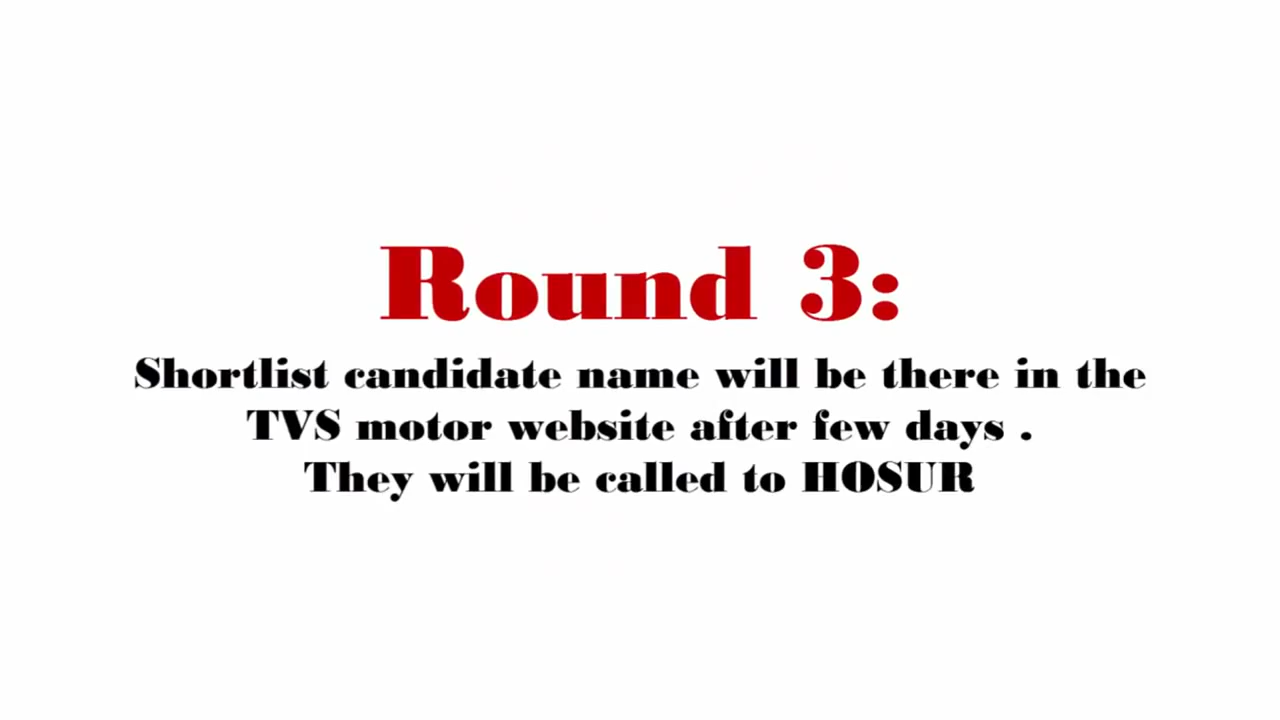 Round 3:
Shortlist candidate name will be there in the
TVS motor website after few days .
They will be called to HOSUR